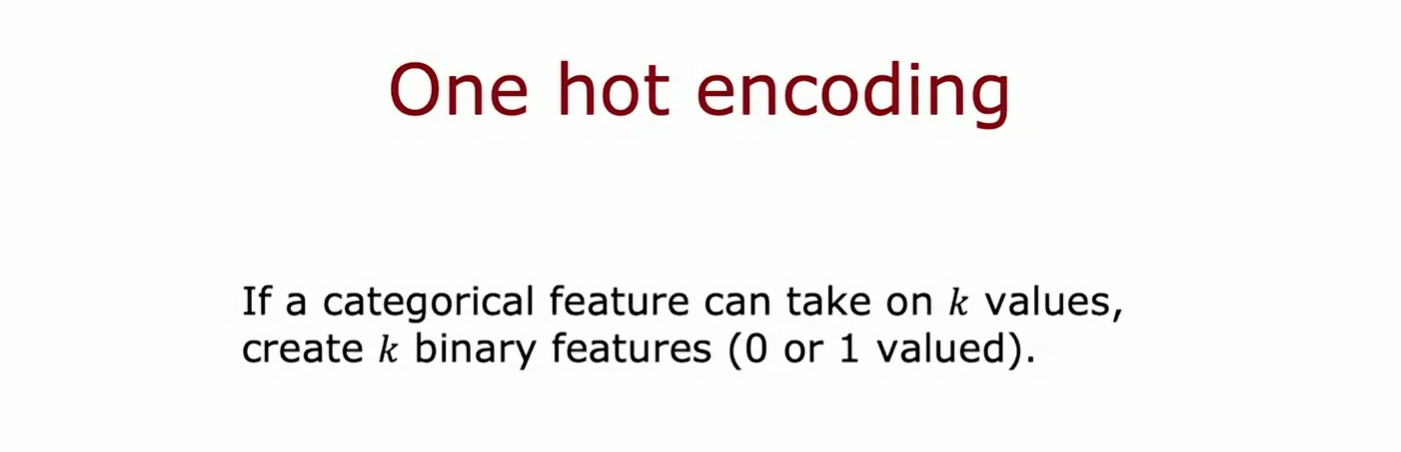 One hot encoding
If a categorical feature can take on k values,
create k binary features (0 or 1 valued).